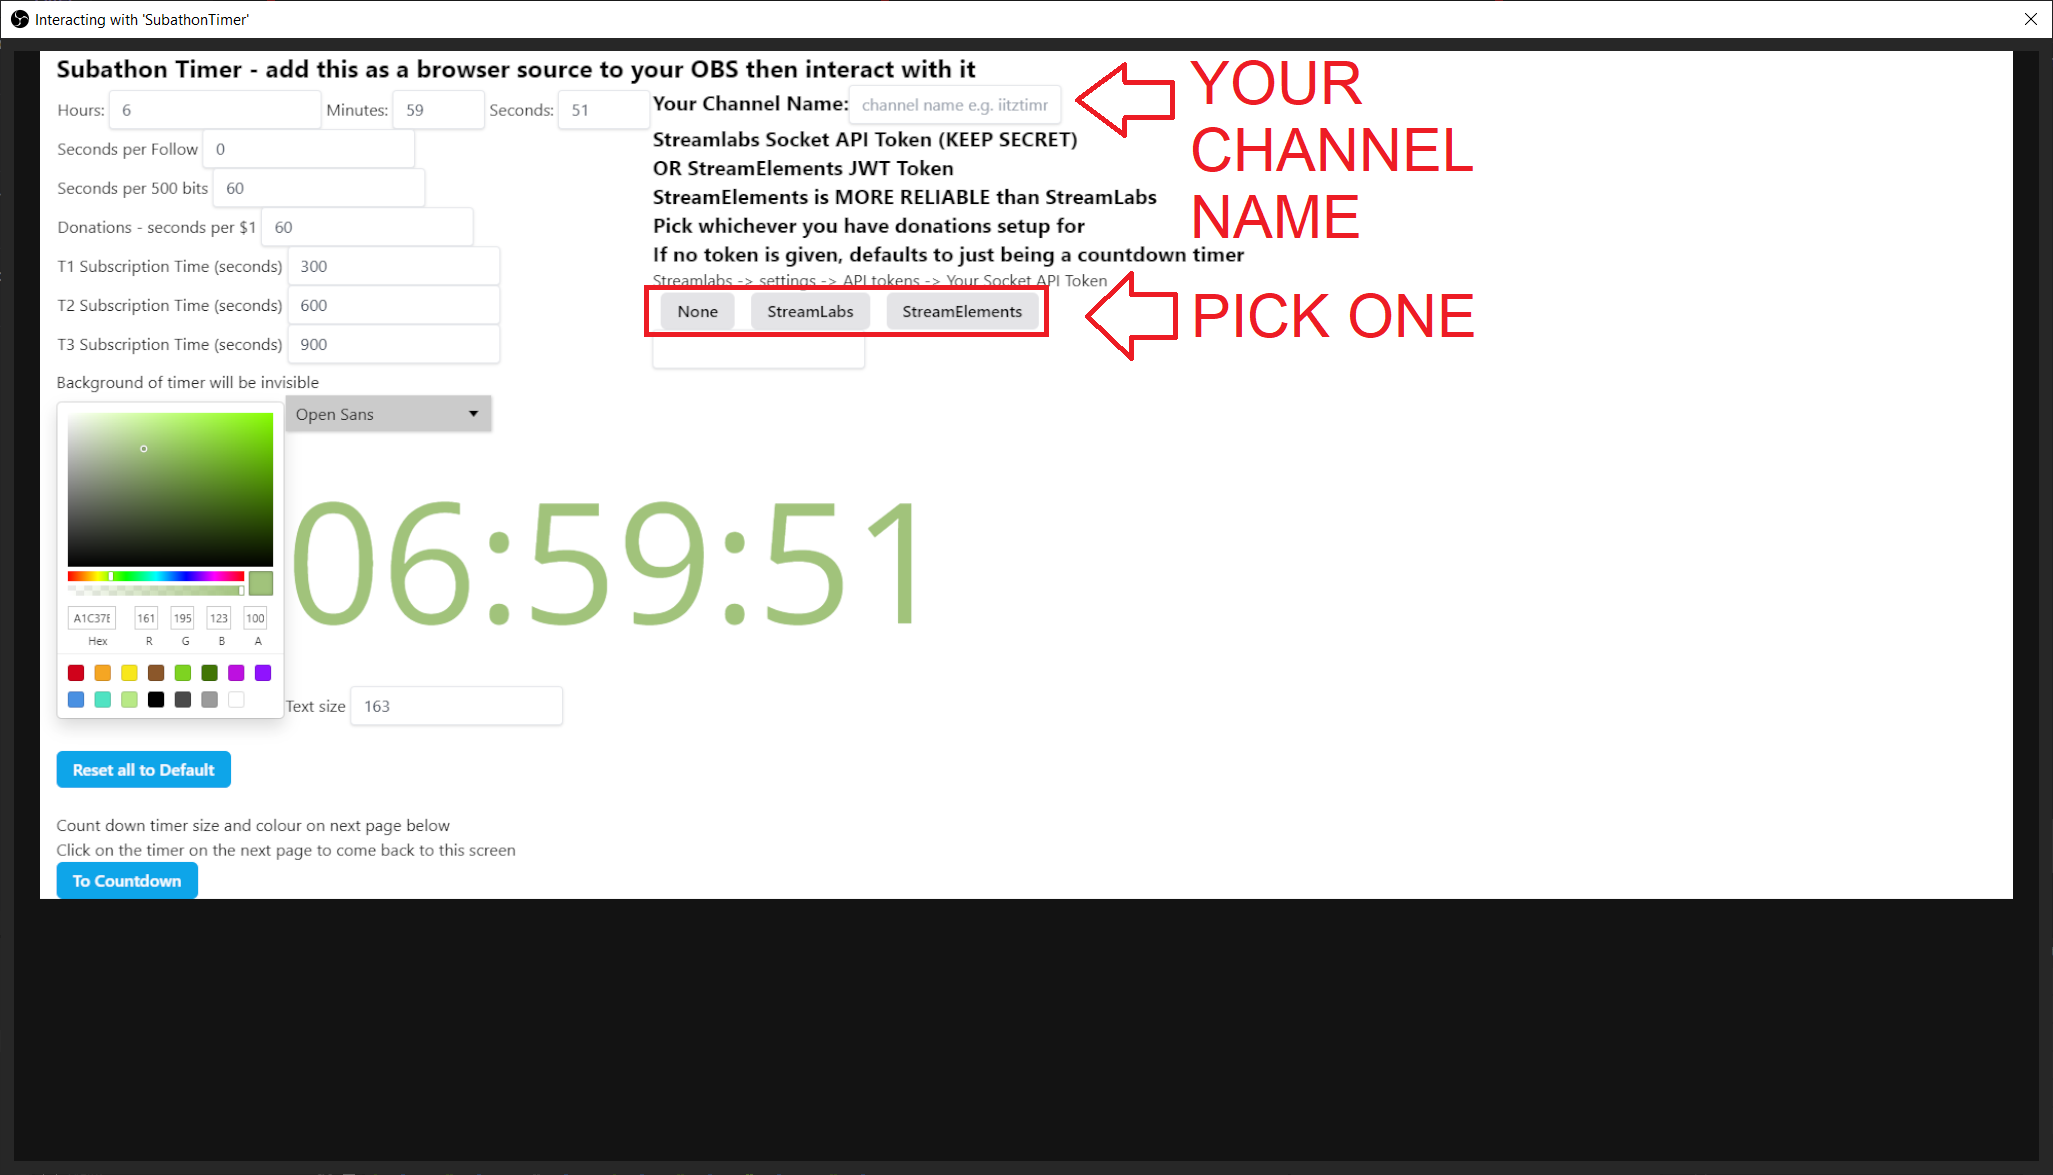 Interacting with 'SubathonTimer'
Subathon Timer - add this as a browser source to your OBS then interact with it
Hours: 6 Minutes: 59 Seconds: 51
Seconds per Follow 0
Seconds per 500 bits 60
Donations - seconds per $1 60
T1 Subscription Time (seconds) 300
T2 Subscription Time (seconds) 600
T3 Subscription Time (seconds) 900
Background of timer will be invisible
Open Sans
Your Channel Name: channel name e.g. iitztimr
Streamlabs Socket API Token (KEEP SECRET)
OR StreamElements JWT Token
StreamElements is MORE RELIABLE than StreamLabs
Pick whichever you have donations setup for
If no token is given, defaults to just being a countdown timer
Streamlabs -> settings -> API tokens -> Your Socket API Token
None StreamLabs StreamElements
YOUR
CHANNEL
NAME
PICK ONE
06:59:51
A1C37E 161 195 123 100
Hex R G B A
Text size 163
Reset all to Default
Count down timer size and colour on next page below
Click on the timer on the next page to come back to this screen
To Countdown